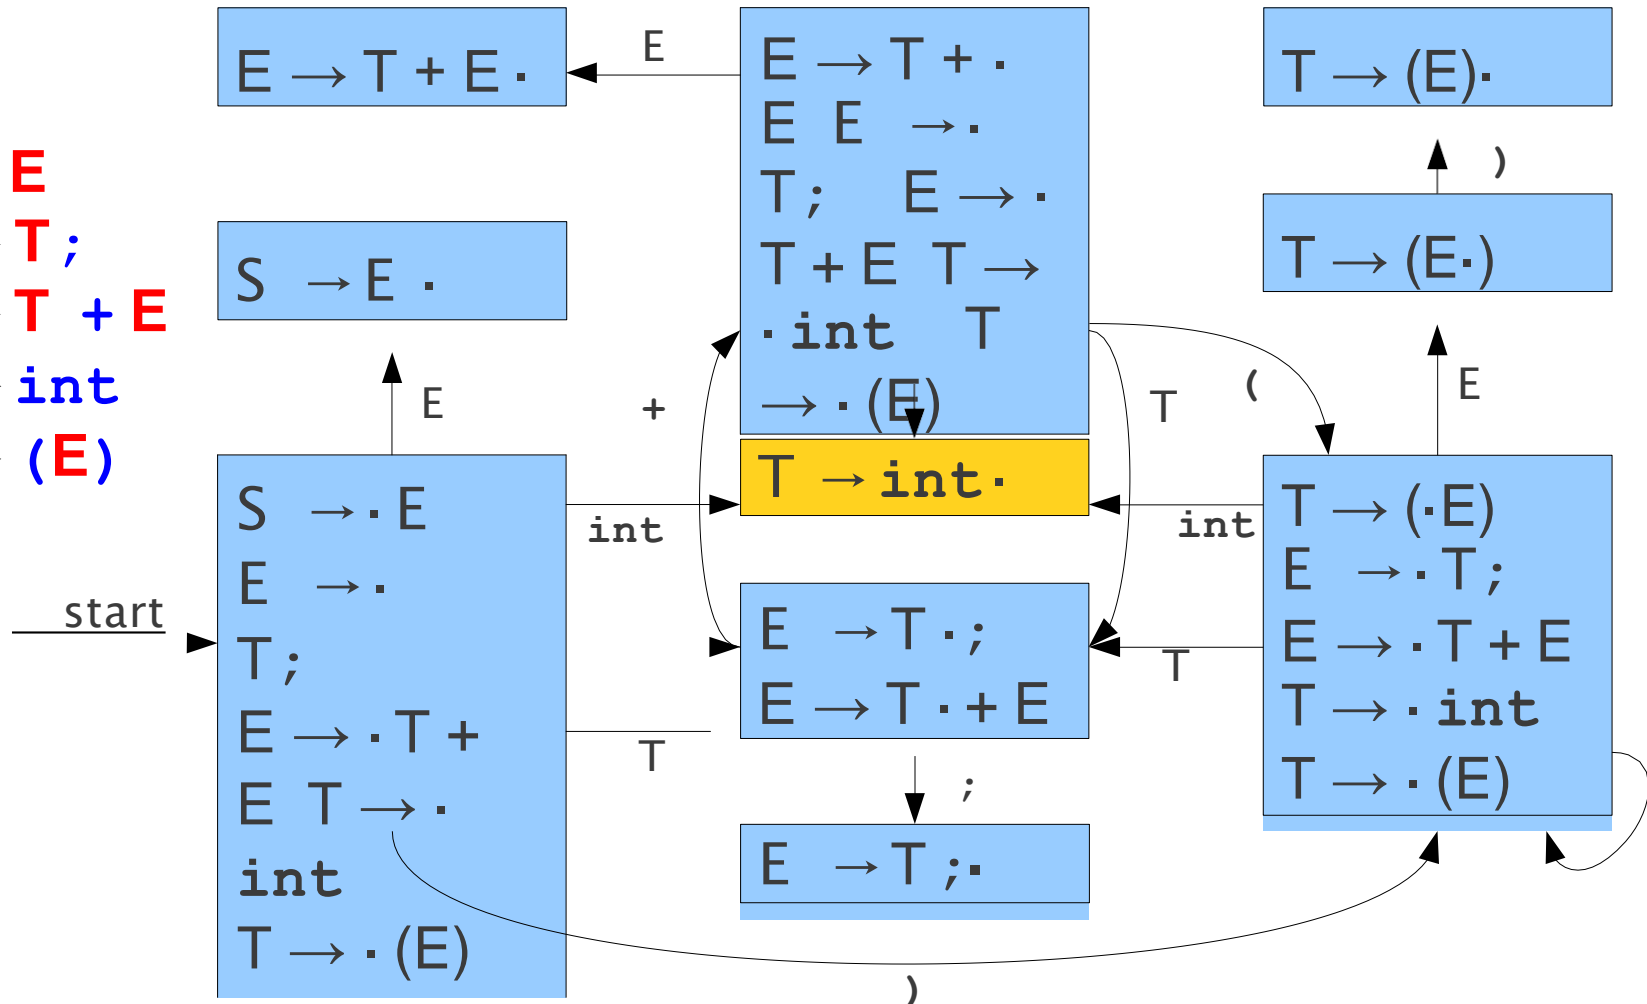 E
T ;
T + E
int
(E)
start
E → T + E ·
E
S → E ·
E
S → · E
E → ·
T ;
E → · T +
E T → ·
int
T → · (E)
int
T
+
E → T + ·
E E → ·
T ; E → ·
T + E T →
· int T
→ · (E)
T → int ·
E → T · ;
E → T · + E
;
E → T ; ·
)
T
(
int
T
T → (E) ·
)
T → (E · )
E
T → ( · E)
E → · T ;
E → · T + E
T → · int
T → · (E)